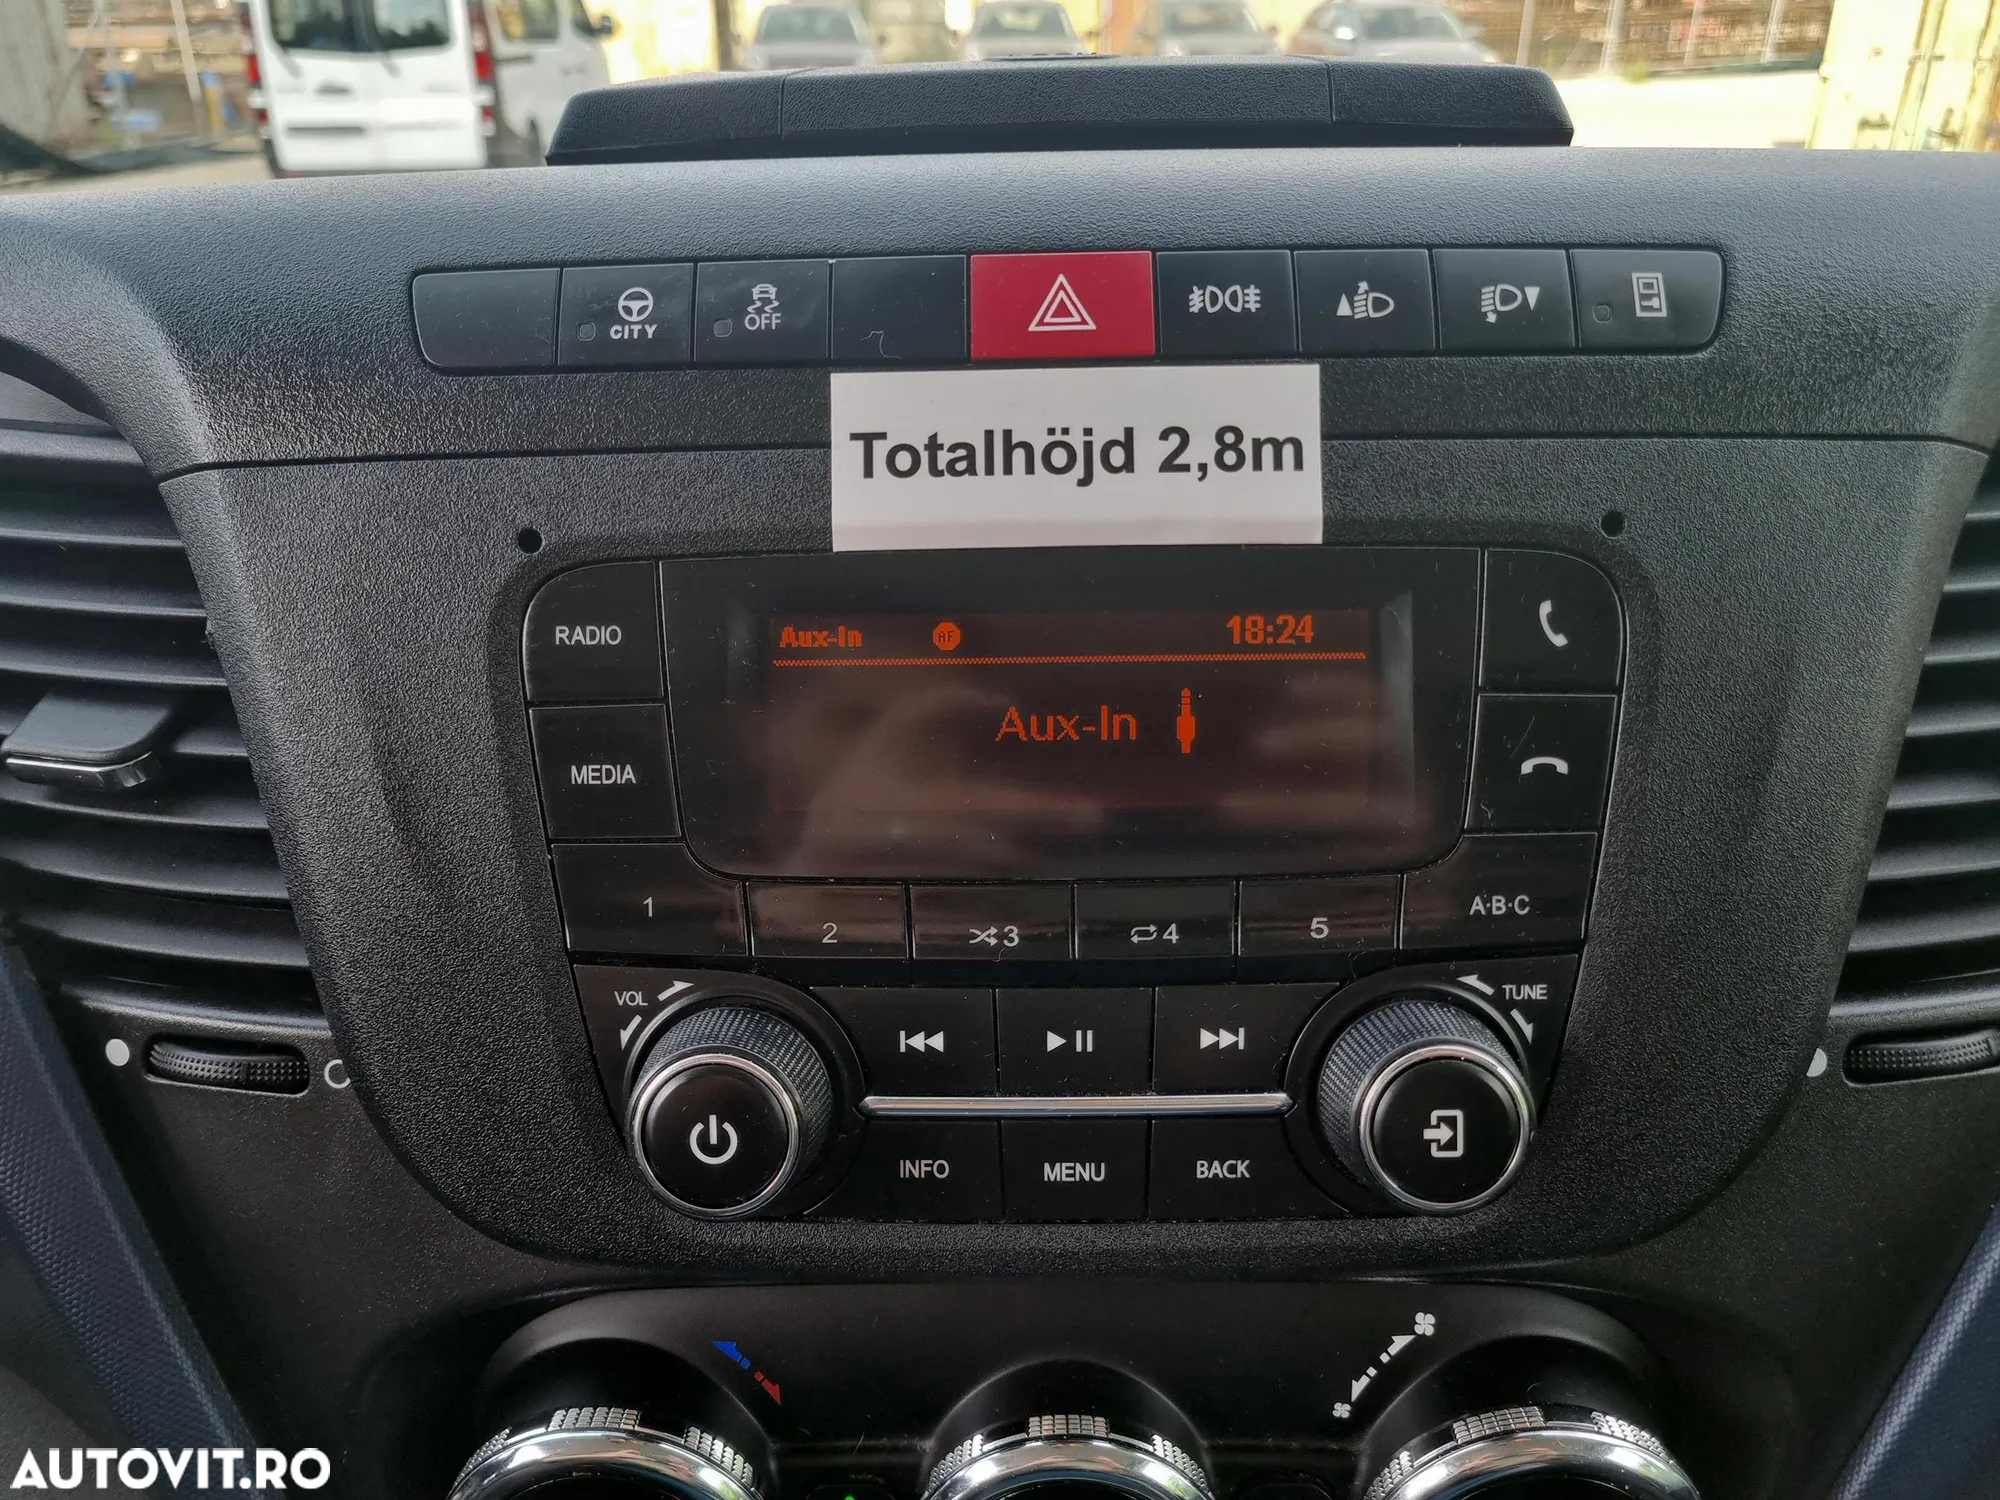 CITY
OFF
Totalhöjd 2,8m
RADIO
Aux-In AF 18:24
Aux-In
MEDIA
1 2 3 4 5 A·B·C
VOL TUNE
INFO MENU BACK
AUTOVIT.RO